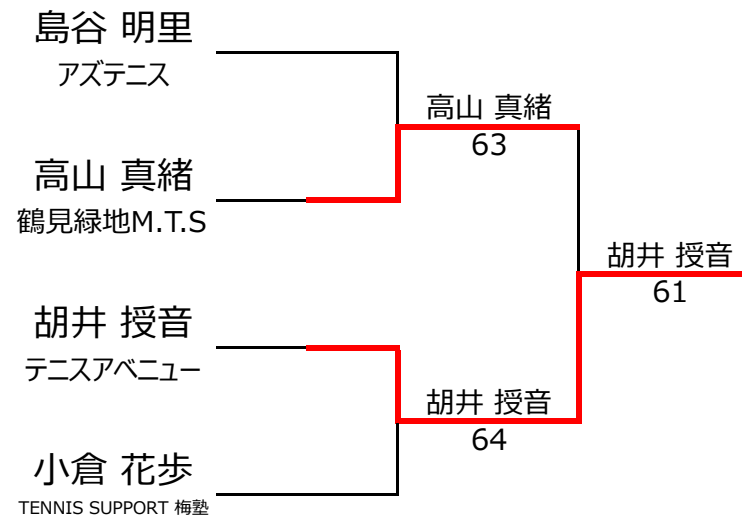 島谷 明里
アズテニス
高山 真緒
63
高山 真緒
鶴見緑地M.T.S
胡井 授音
61
胡井 授音
テニスアベニュー
胡井 授音
64
小倉 花歩
TENNIS SUPPORT 梅塾